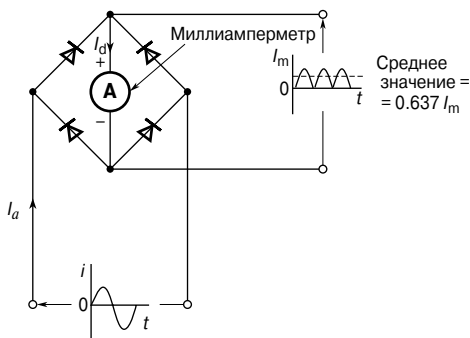 I_d
Миллиамперметр
+
A
−
I_m
0
t
Среднее
значение =
= 0.637 I_m
I_a
i
0
t